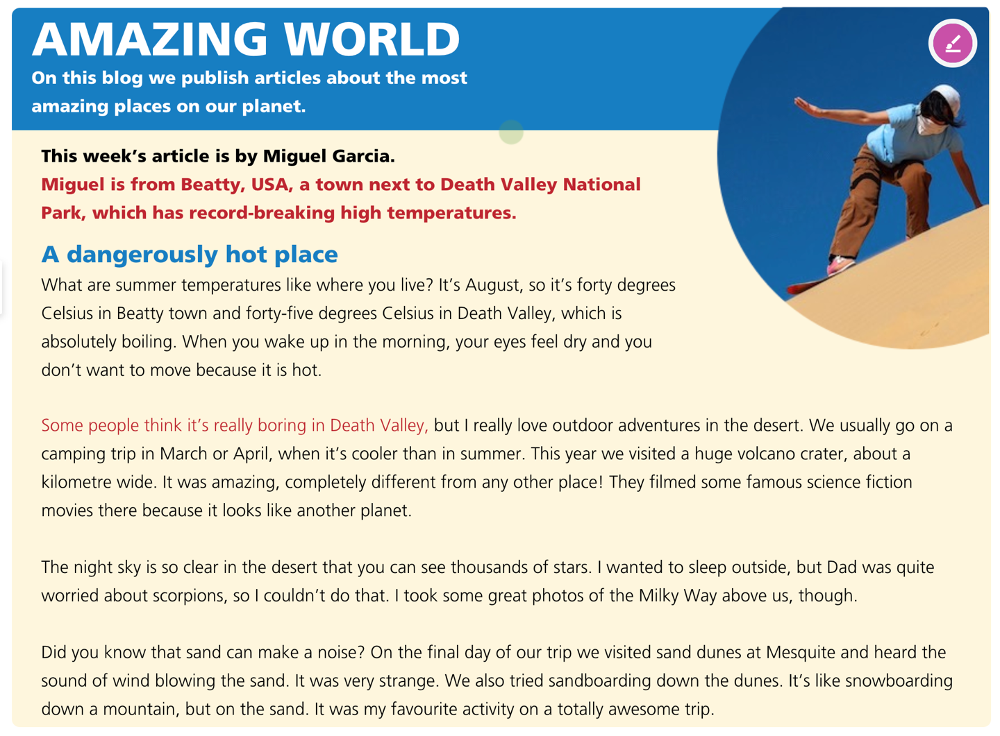 AMAZING WORLD
On this blog we publish articles about the most
amazing places on our planet.
This week’s article is by Miguel Garcia.
Miguel is from Beatty, USA, a town next to Death Valley National
Park, which has record-breaking high temperatures.
A dangerously hot place
What are summer temperatures like where you live? It’s August, so it’s forty degrees
Celsius in Beatty town and forty-five degrees Celsius in Death Valley, which is
absolutely boiling. When you wake up in the morning, your eyes feel dry and you
don’t want to move because it is hot.
Some people think it’s really boring in Death Valley, but I really love outdoor adventures in the desert. We usually go on a
camping trip in March or April, when it’s cooler than in summer. This year we visited a huge volcano crater, about a
kilometre wide. It was amazing, completely different from any other place! They filmed some famous science fiction
movies there because it looks like another planet.
The night sky is so clear in the desert that you can see thousands of stars. I wanted to sleep outside, but Dad was quite
worried about scorpions, so I couldn’t do that. I took some great photos of the Milky Way above us, though.
Did you know that sand can make a noise? On the final day of our trip we visited sand dunes at Mesquite and heard the
sound of wind blowing the sand. It was very strange. We also tried sandboarding down the dunes. It’s like snowboarding
down a mountain, but on the sand. It was my favourite activity on a totally awesome trip.